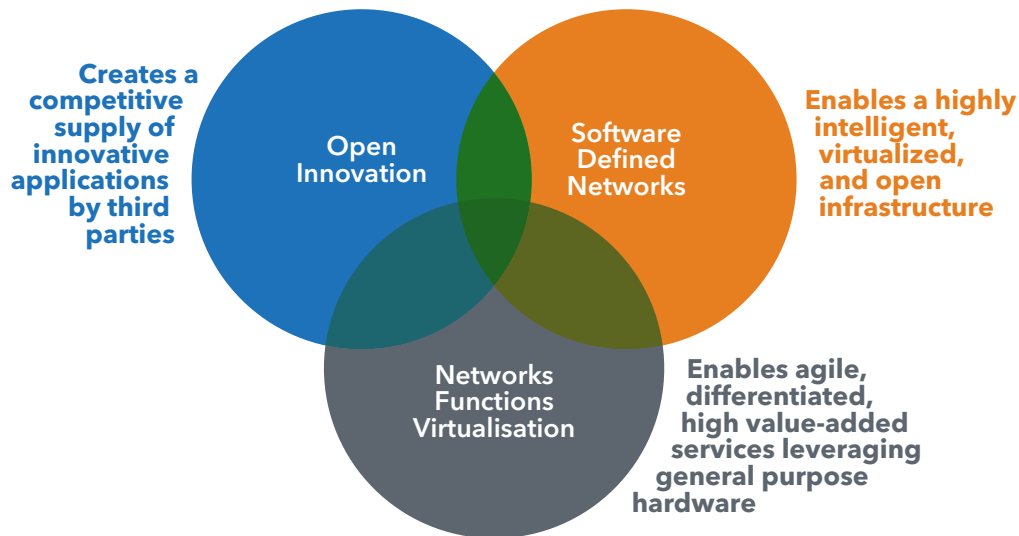 Creates a
competitive
supply of
innovative
applications
by third
parties
Open
Innovation
Software
Defined
Networks
Enables a highly
intelligent,
virtualized,
and open
infrastructure
Networks
Functions
Virtualisation
Enables agile,
differentiated,
high value-added
services leveraging
general purpose
hardware